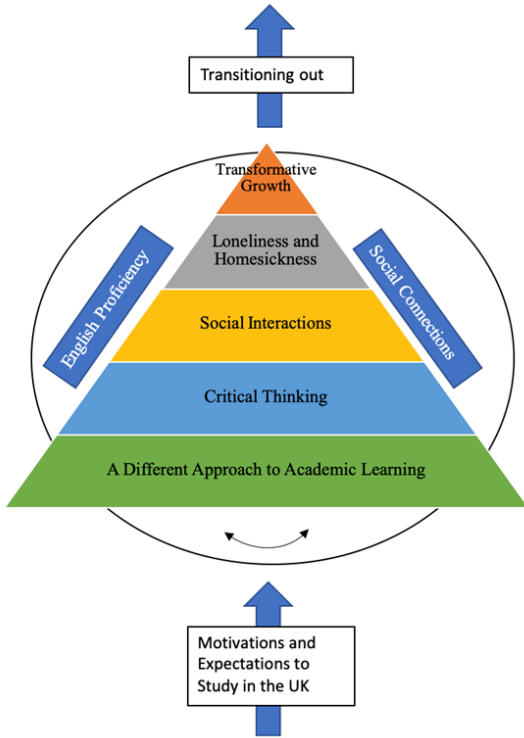 Transitioning out
Transformative
Growth
Loneliness and
Homesickness
English Proficiency
Social Connections
Social Interactions
Critical Thinking
A Different Approach to Academic Learning
Motivations and
Expectations to
Study in the UK